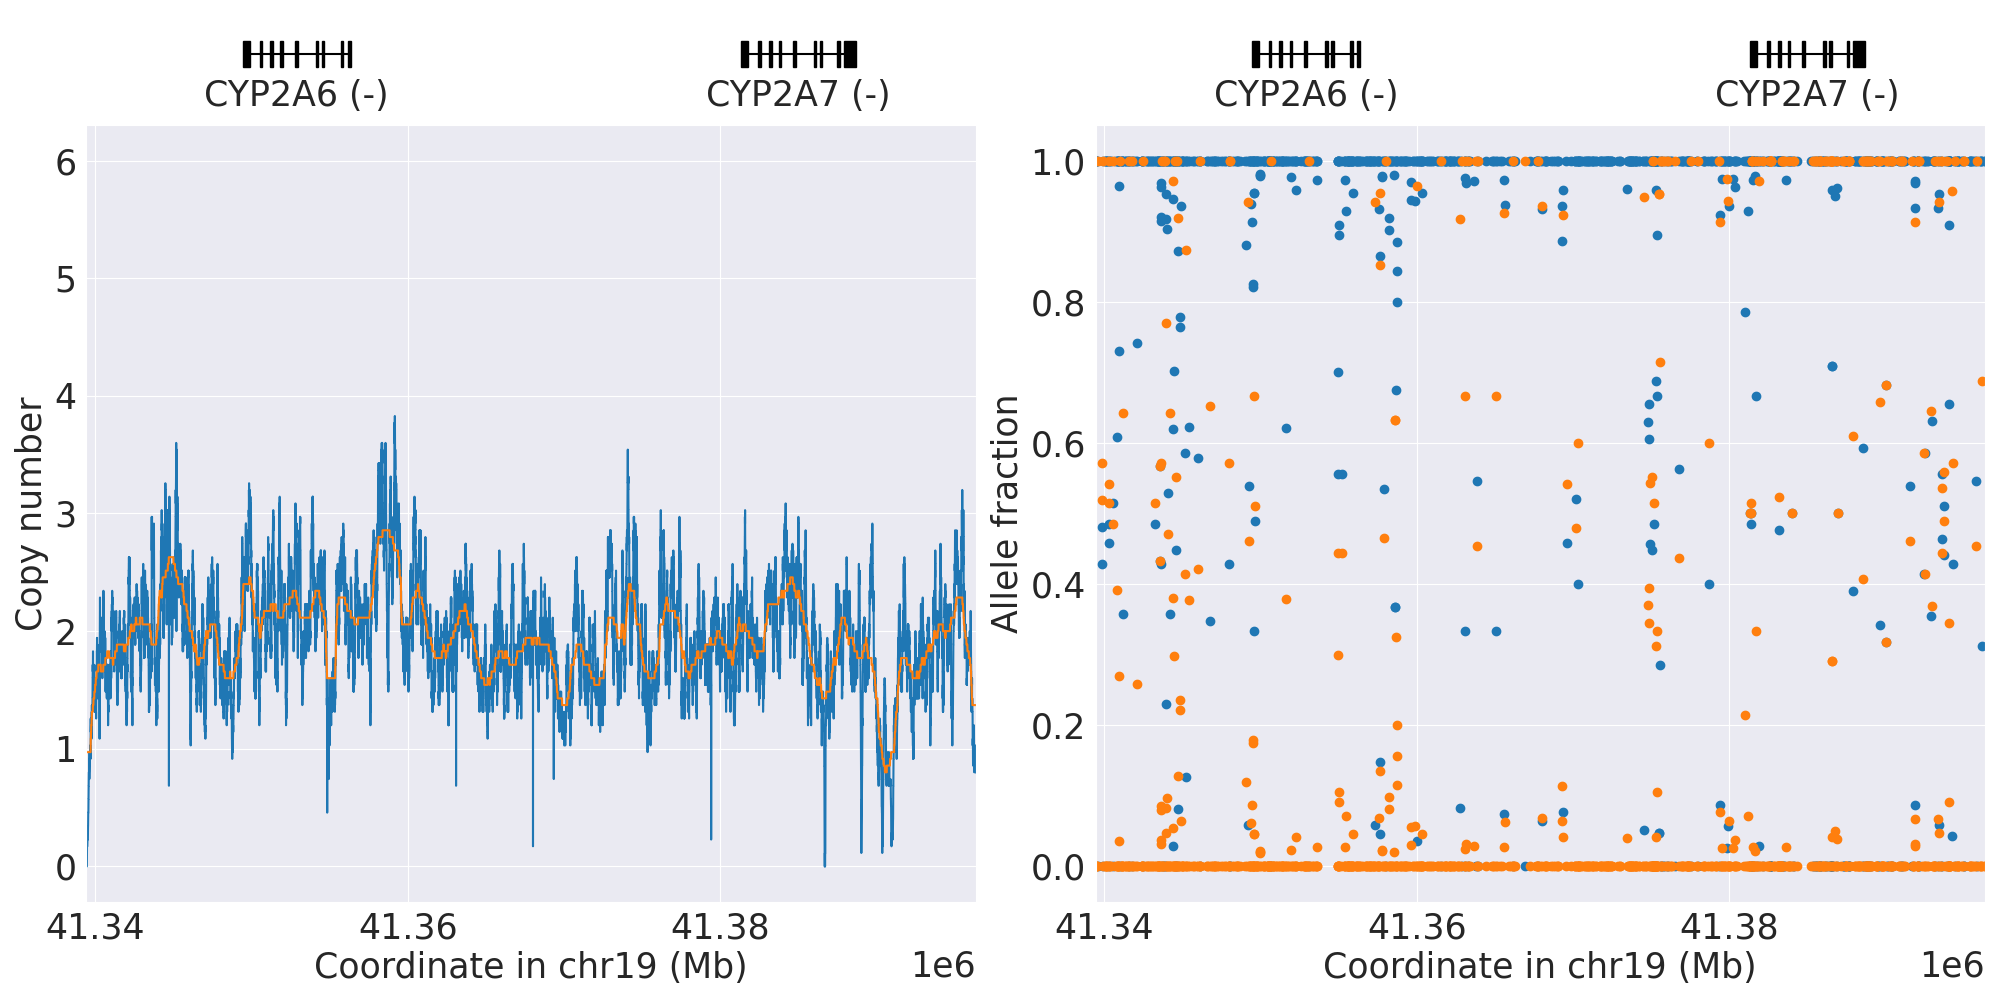 CYP2A6 (-)
CYP2A7 (-)
CYP2A6 (-)
CYP2A7 (-)
6
5
4
3
2
1
0
Copy number
41.34
41.36
41.38
Coordinate in chr19 (Mb)
1e6
1.0
0.8
0.6
0.4
0.2
0.0
Allele fraction
41.34
41.36
41.38
Coordinate in chr19 (Mb)
1e6